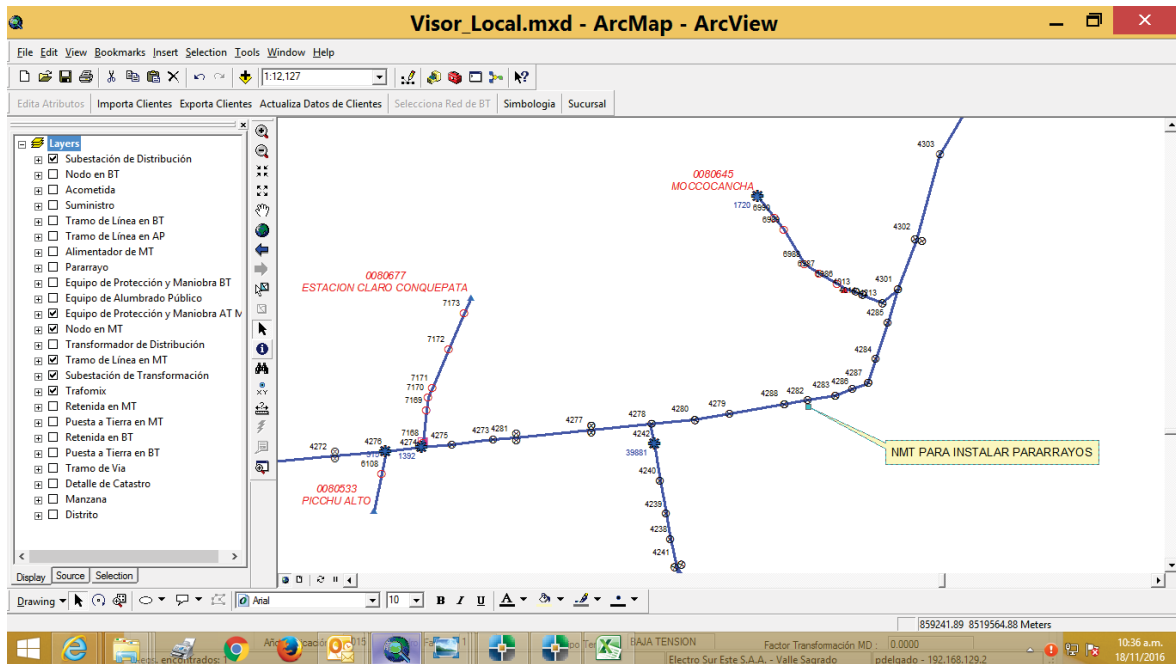 Visor_Local.mxd - ArcMap - ArcView
File Edit View Bookmarks Insert Selection Tools Window Help
1:12,127
Edita Atributos Importa Clientes Exporta Clientes Actualiza Datos de Clientes Selecciona Red de BT Simbologia Sucursal
Layers
Subestación de Distribución
Nodo en BT
Acometida
Suministro
Tramo de Línea en BT
Tramo de Línea en AP
Alimentador de MT
Pararrayo
Equipo de Protección y Maniobra BT
Equipo de Alumbrado Público
Equipo de Protección y Maniobra AT M
Nodo en MT
Transformador de Distribución
Tramo de Línea en MT
Subestación de Transformación
Trafomix
Retenida en MT
Puesta a Tierra en MT
Retenida en BT
Puesta a Tierra en BT
Tramo de Via
Detalle de Catastro
Manzana
Distrito
Display Source Selection
4303
0080645
MOCCOCANCHA
1720
4302
0080677
ESTACION CLARO CONQUEPATA
7173
6988
6987
6986
4301
4285
7172
4284
7171
7170
7169
4287
4286
4283
4282
4288
4279
4280
4278
4277
4281
4273
4275
7168
4274
4276
4272
1392
6108
4242
39881
NMT PARA INSTALAR PARARRAYOS
4240
0080533
PICCHU ALTO
4239
4238
4241
Drawing Arial 10 B I U A
859241.89 8519564.88 Meters
BAJA TENSION Factor Transformación MD : 0.0000
Electro Sur Este S.A.A. - Valle Sagrado pdelgado - 192.168.129.2
10:36 a.m.
18/11/2016